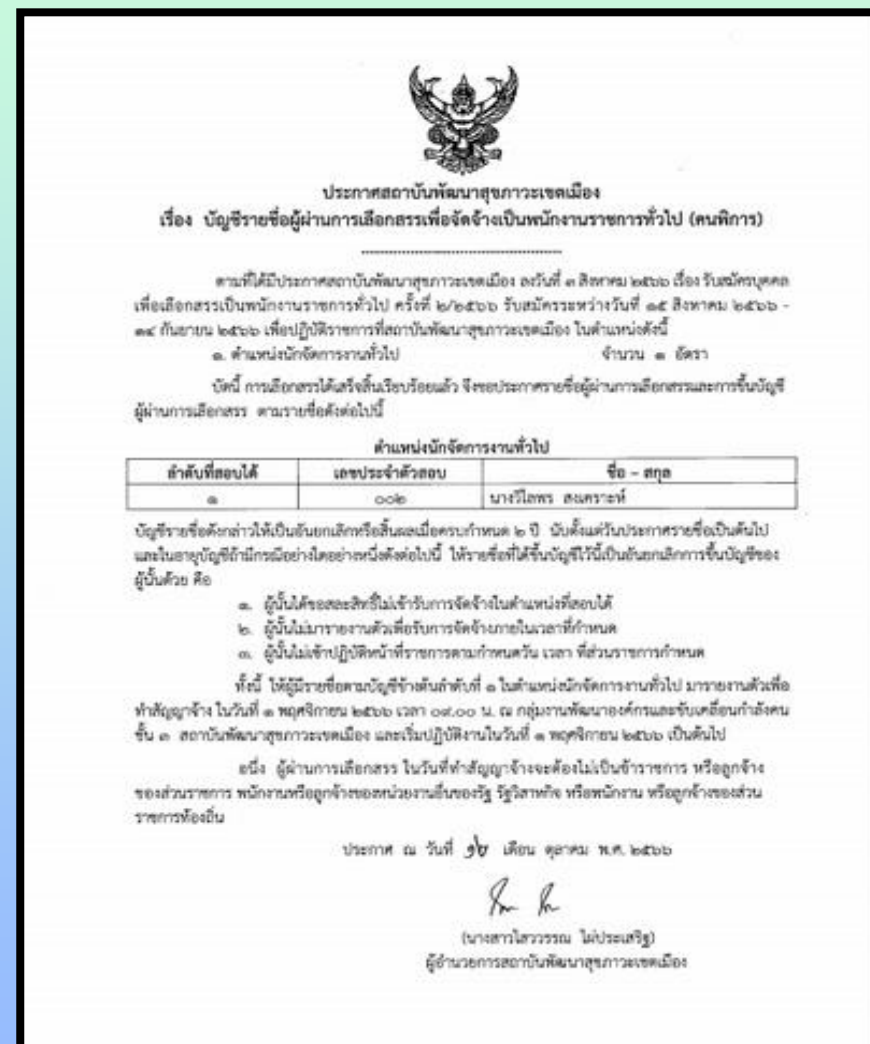 ประกาศสถาบันพัฒนาสุขภาวะเขตเมือง
เรื่อง บัญชีรายชื่อผู้ผ่านการเลือกสรรเพื่อจัดจ้างเป็นพนักงานราชการทั่วไป (คนพิการ)
ตามที่ได้มีประกาศสถาบันพัฒนาสุขภาวะเขตเมือง ลงวันที่ ๓ สิงหาคม ๒๕๖๖ เรื่อง รับสมัครบุคคล
เพื่อเลือกสรรเป็นพนักงานราชการทั่วไป ครั้งที่ ๒/๒๕๖๖ รับสมัครระหว่างวันที่ ๑๕ สิงหาคม ๒๕๖๖ -
๑๔ กันยายน ๒๕๖๖ เพื่อปฏิบัติราชการที่สถาบันพัฒนาสุขภาวะเขตเมือง ในตำแหน่งดังนี้
๑. ตำแหน่งนักจัดการงานทั่วไป จำนวน ๑ อัตรา
บัดนี้ การเลือกสรรได้เสร็จสิ้นเรียบร้อยแล้ว จึงขอประกาศรายชื่อผู้ผ่านการเลือกสรรและการขึ้นบัญชี
ผู้ผ่านการเลือกสรร ตามรายชื่อดังต่อไปนี้
ตำแหน่งนักจัดการงานทั่วไป
ลำดับที่สอบได้ เลขประจำตัวสอบ ชื่อ - สกุล
๑ ๐๐๒ นางวิไลพร สงเคราะห์
บัญชีรายชื่อดังกล่าวให้เป็นอันยกเลิกหรือสิ้นผลเมื่อครบกำหนด ๒ ปี นับตั้งแต่วันประกาศรายชื่อเป็นต้นไป
และในอายุบัญชีถ้ามีกรณีอย่างใดอย่างหนึ่งดังต่อไปนี้ ให้รายชื่อที่ได้ขึ้นบัญชีไว้นี้เป็นอันยกเลิกการขึ้นบัญชีของ
ผู้นั้นด้วย คือ
๑. ผู้นั้นได้ขอสละสิทธิ์ไม่เข้ารับการจัดจ้างในตำแหน่งที่สอบได้
๒. ผู้นั้นไม่มารายงานตัวเพื่อรับการจัดจ้างภายในเวลาที่กำหนด
๓. ผู้นั้นไม่เข้าปฏิบัติหน้าที่ราชการตามกำหนดวัน เวลา ที่ส่วนราชการกำหนด
ทั้งนี้ ให้ผู้มีรายชื่อตามบัญชีข้างต้นลำดับที่ ๑ ในตำแหน่งนักจัดการงานทั่วไป มารายงานตัวเพื่อ
ทำสัญญาจ้าง ในวันที่ ๑ พฤศจิกายน ๒๕๖๖ เวลา ๐๙.๐๐ น. ณ กลุ่มงานพัฒนาองค์กรและขับเคลื่อนกำลังคน
ชั้น ๓ สถาบันพัฒนาสุขภาวะเขตเมือง และเริ่มปฏิบัติงานในวันที่ ๑ พฤศจิกายน ๒๕๖๖ เป็นต้นไป
อนึ่ง ผู้ผ่านการเลือกสรร ในวันที่ทำสัญญาจ้างจะต้องไม่เป็นข้าราชการ หรือลูกจ้าง
ของส่วนราชการ พนักงานหรือลูกจ้างของหน่วยงานอื่นของรัฐ รัฐวิสาหกิจ หรือพนักงาน หรือลูกจ้างของส่วน
ราชการท้องถิ่น
ประกาศ ณ วันที่ ๑๒ เดือน ตุลาคม พ.ศ. ๒๕๖๖
(นางสาวโสวรรณ ไผ่ประเสริฐ)
ผู้อำนวยการสถาบันพัฒนาสุขภาวะเขตเมือง